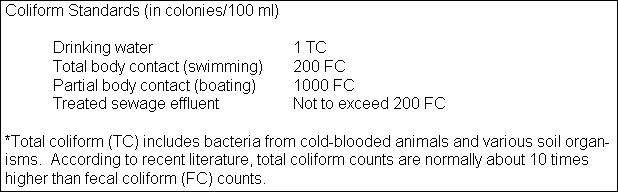 Coliform Standards (in colonies/100 ml)
Drinking water 1 TC
Total body contact (swimming) 200 FC
Partial body contact (boating) 1000 FC
Treated sewage effluent Not to exceed 200 FC
*Total coliform (TC) includes bacteria from cold-blooded animals and various soil organ-
isms. According to recent literature, total coliform counts are normally about 10 times
higher than fecal coliform (FC) counts.